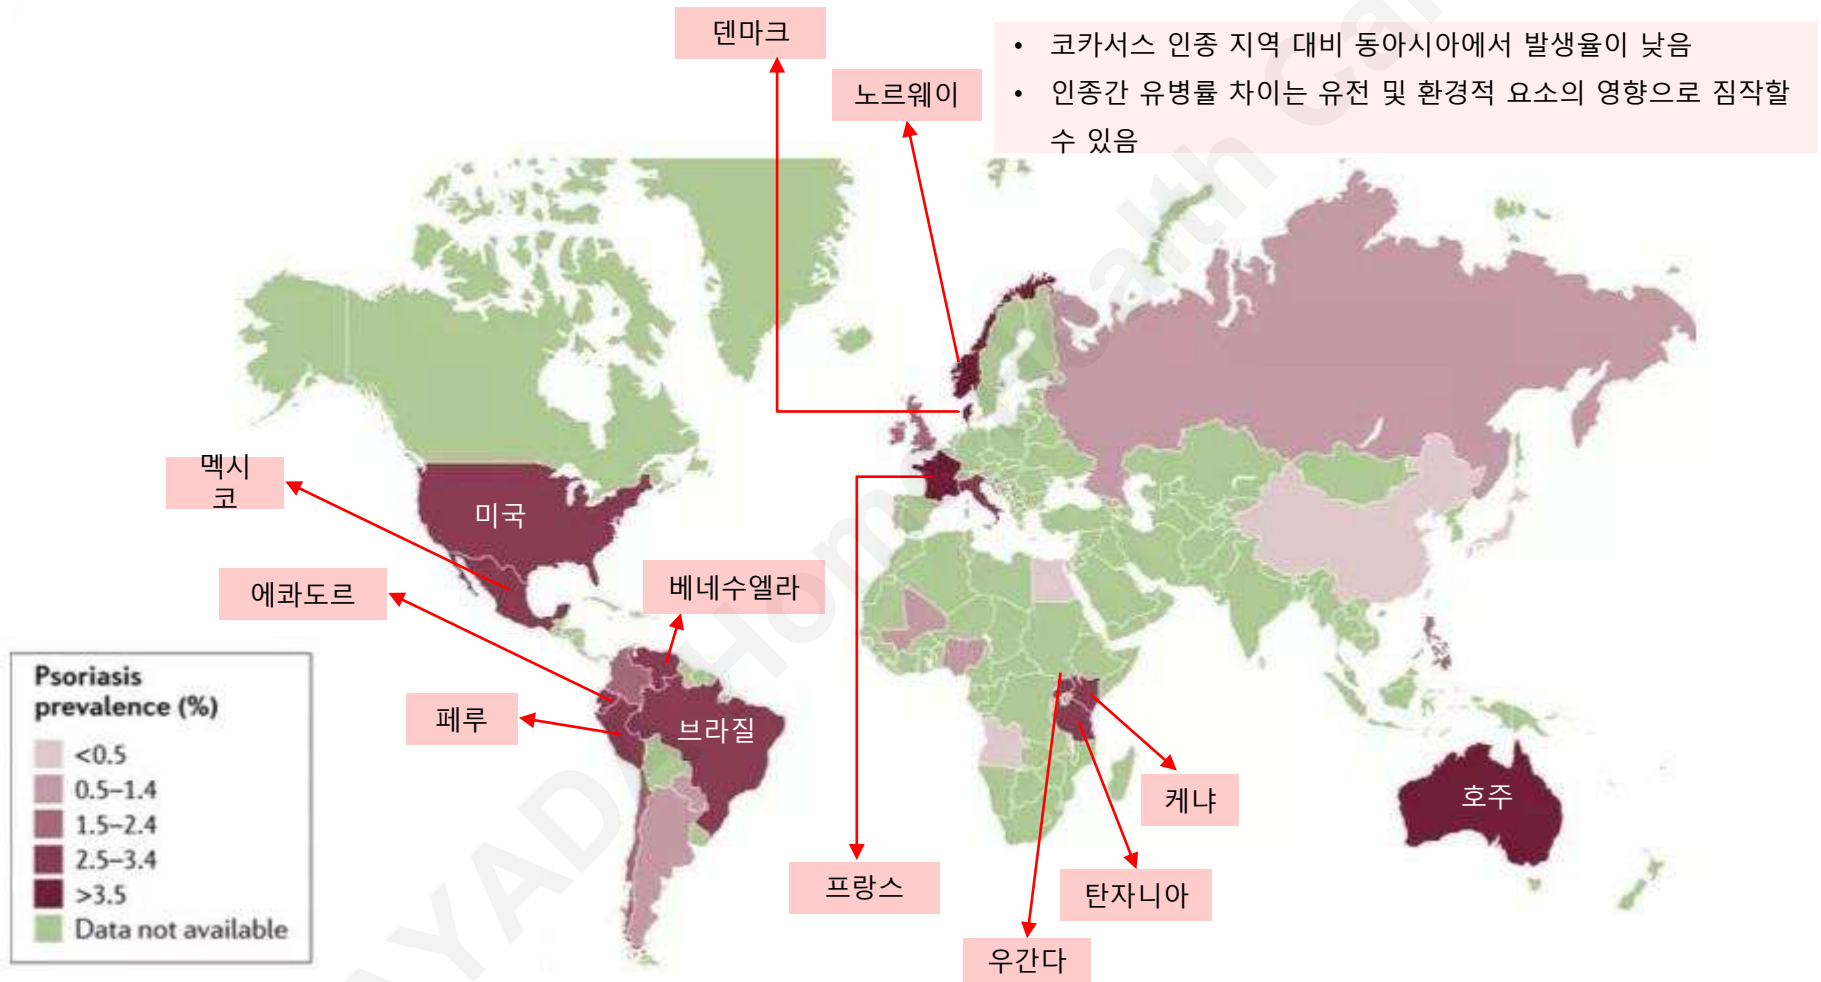 덴마크
노르웨이
• 코카서스 인종 지역 대비 동아시아에서 발생율이 낮음
• 인종간 유병률 차이는 유전 및 환경적 요소의 영향으로 짐작할
수 있음
멕시
코
미국
에콰도르
베네수엘라
페루
브라질
케냐
호주
프랑스
탄자니아
우간다
Psoriasis
prevalence (%)
<0.5
0.5–1.4
1.5–2.4
2.5–3.4
>3.5
Data not available